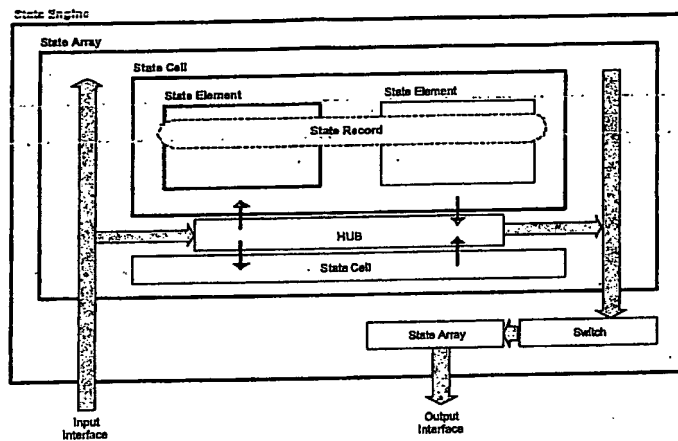 State Engine
State Array
State Cell
State Element
State Element
State Record
HUB
State Cell
State Array
Switch
Input
Interface
Output
Interface